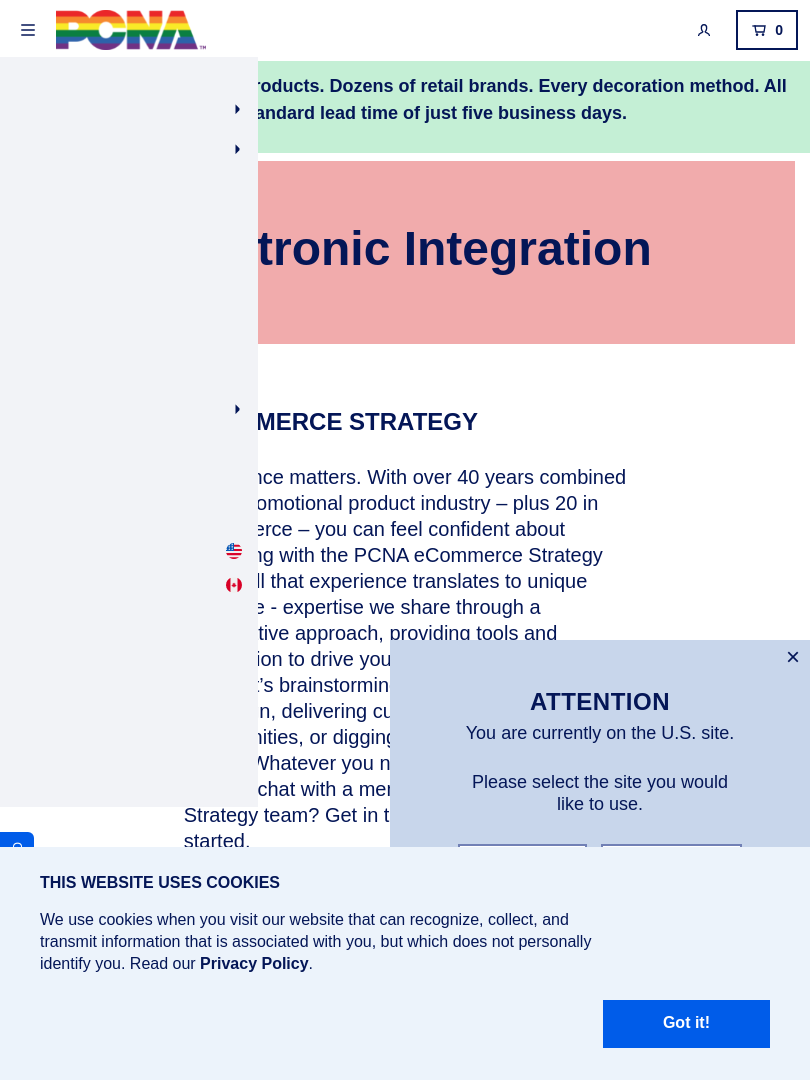 PCNA
0
roducts. Dozens of retail brands. Every decoration method. All
andard lead time of just five business days.
tronic Integration
MERCE STRATEGY
nce matters. With over 40 years combined
omotional product industry – plus 20 in
erce – you can feel confident about
ng with the PCNA eCommerce Strategy
ll that experience translates to unique
e - expertise we share through a
tive approach, providing tools and
ion to drive you
t’s brainstorming
n, delivering cu
nities, or digging
Whatever you n
chat with a mem
Strategy team? Get in t
started.
×
ATTENTION
You are currently on the U.S. site.
Please select the site you would
like to use.
THIS WEBSITE USES COOKIES
We use cookies when you visit our website that can recognize, collect, and
transmit information that is associated with you, but which does not personally
identify you. Read our Privacy Policy.
Got it!